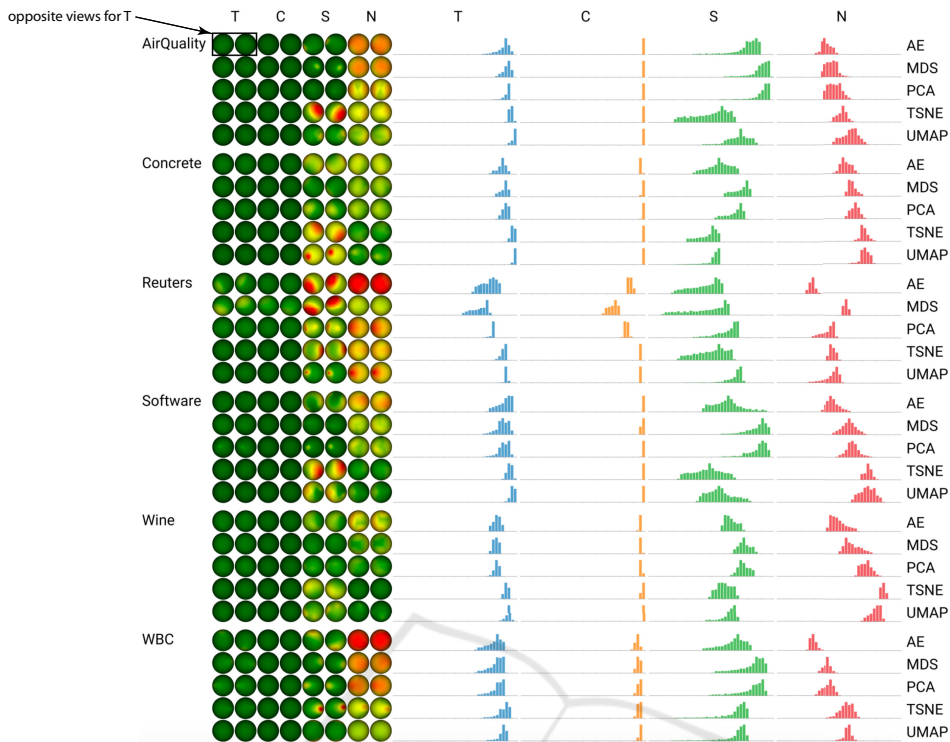 T C S N T C S N
opposite views for T
AirQuality AE
MDS
PCA
TSNE
UMAP
Concrete AE
MDS
PCA
TSNE
UMAP
Reuters AE
MDS
PCA
TSNE
UMAP
Software AE
MDS
PCA
TSNE
UMAP
Wine AE
MDS
PCA
TSNE
UMAP
WBC AE
MDS
PCA
TSNE
UMAP